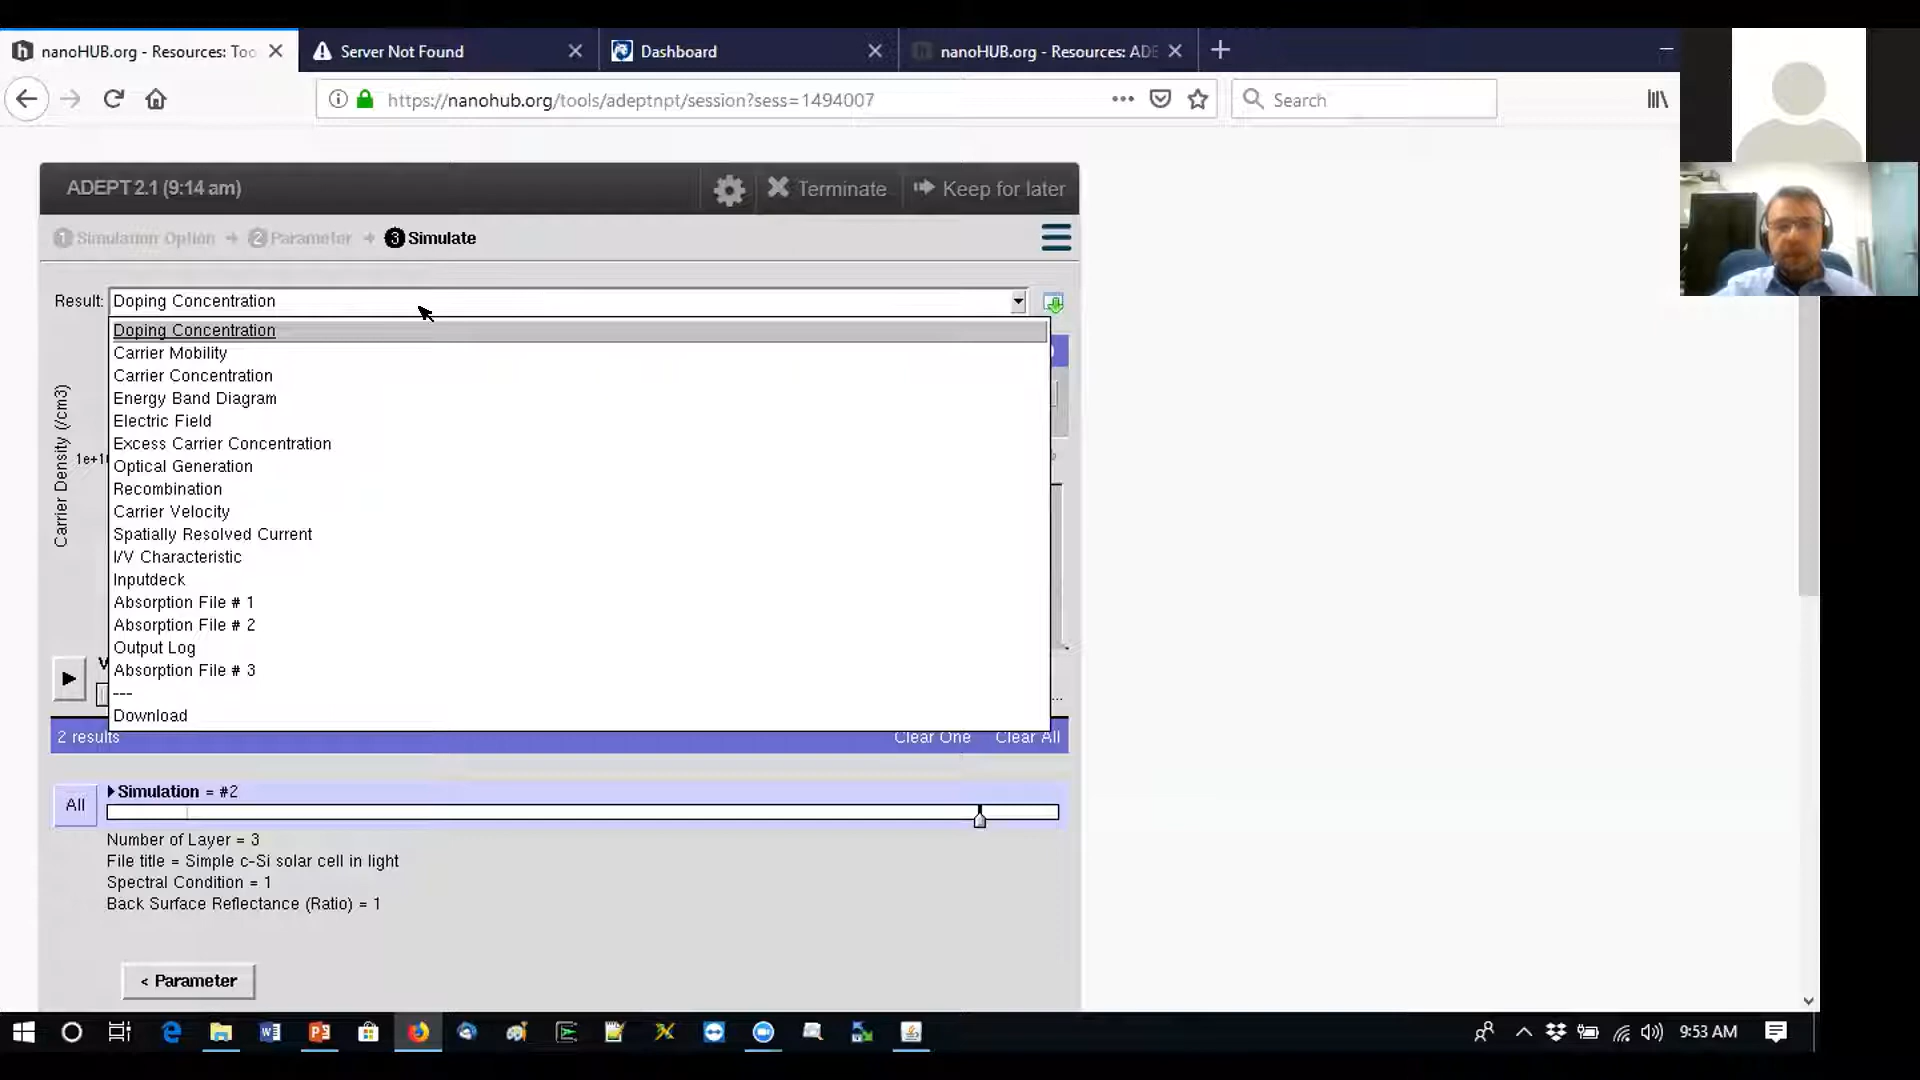 nanoHUB.org - Resources: Too
Server Not Found
Dashboard
nanoHUB.org - Resources: ADE
https://nanohub.org/tools/adeptnpt/session?sess=1494007
Search
ADEPT 2.1 (9:14 am)
Terminate
Keep for later
1 Simulation Option → 2 Parameter → 3 Simulate
Result: Doping Concentration
Doping Concentration
Carrier Mobility
Carrier Concentration
Energy Band Diagram
Electric Field
Excess Carrier Concentration
Optical Generation
Recombination
Carrier Velocity
Spatially Resolved Current
I/V Characteristic
Inputdeck
Absorption File # 1
Absorption File # 2
Output Log
Absorption File # 3
---
Download
Carrier Density (/cm3)
2 results
Clear One
Clear All
All
Simulation = #2
Number of Layer = 3
File title = Simple c-Si solar cell in light
Spectral Condition = 1
Back Surface Reflectance (Ratio) = 1
< Parameter
9:53 AM